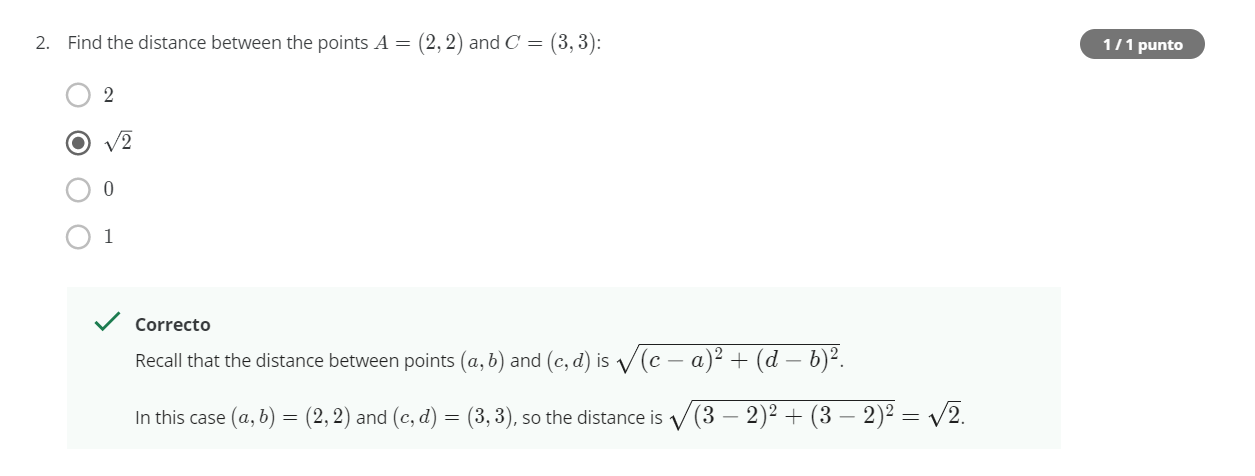 2. Find the distance between the points A = (2, 2) and C = (3, 3):
1 / 1 punto
2
√2
0
1
Correcto
Recall that the distance between points (a, b) and (c, d) is √((c − a)² + (d − b)²).
In this case (a, b) = (2, 2) and (c, d) = (3, 3), so the distance is √((3 − 2)² + (3 − 2)²) = √2.